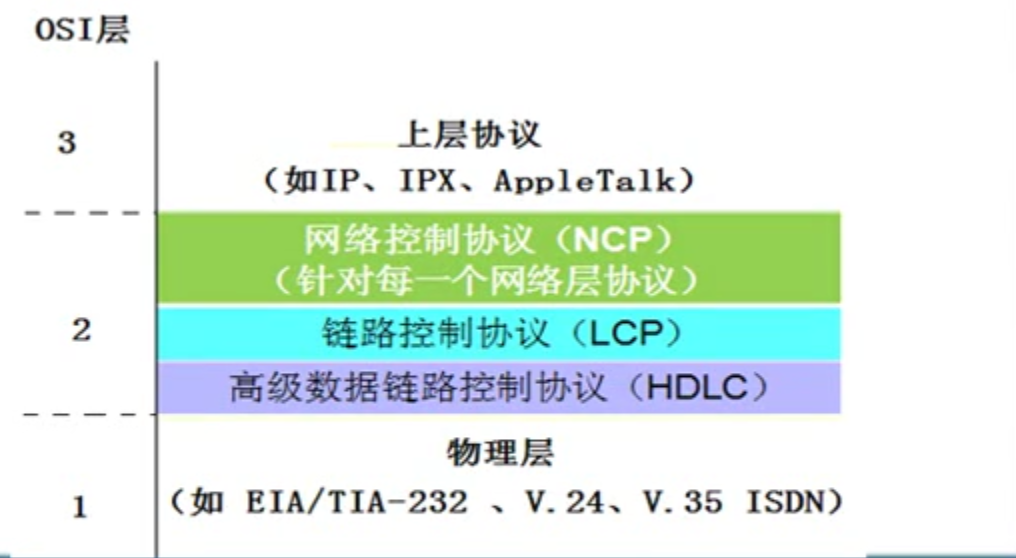 OSI层
3
上层协议
（如IP、IPX、AppleTalk）
网络控制协议（NCP）
（针对每一个网络层协议）
2
链路控制协议（LCP）
高级数据链路控制协议（HDLC）
物理层
1
（如 EIA/TIA-232 、V.24、V.35 ISDN）